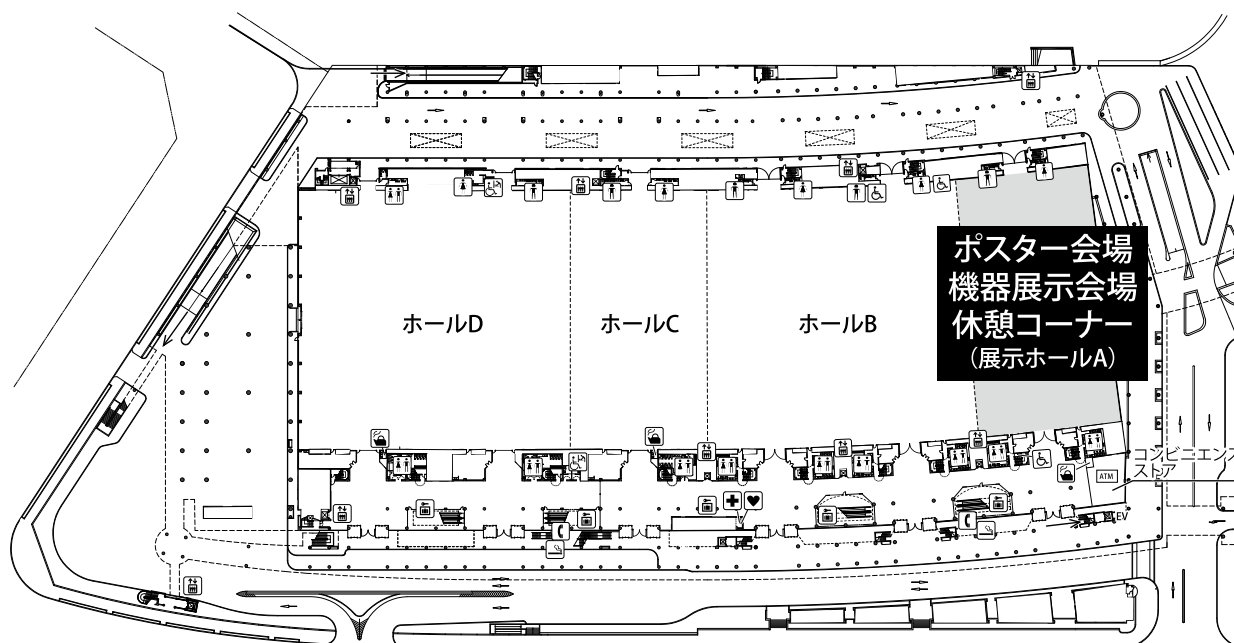 ポスター会場
機器展示会場
休憩コーナー
(展示ホールA)
ホールD
ホールC
ホールB
コンビニエンス
ストア
ATM
EV